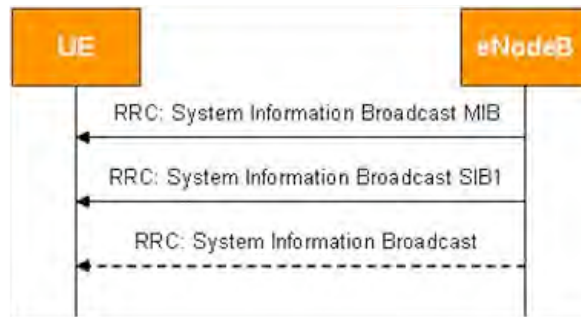 UE
eNodeB
RRC: System Information Broadcast MIB
RRC: System Information Broadcast SIB1
RRC: System Information Broadcast